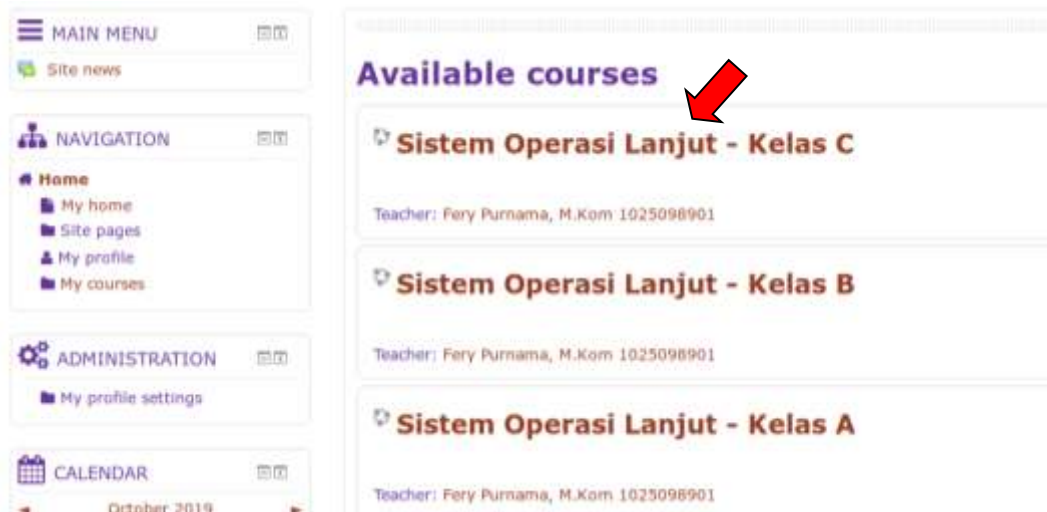 MAIN MENU
Site news
NAVIGATION
Home
My home
Site pages
My profile
My courses
ADMINISTRATION
My profile settings
CALENDAR
October 2019
Available courses
Sistem Operasi Lanjut - Kelas C
Teacher: Fery Purnama, M.Kom 1025098901
Sistem Operasi Lanjut - Kelas B
Teacher: Fery Purnama, M.Kom 1025098901
Sistem Operasi Lanjut - Kelas A
Teacher: Fery Purnama, M.Kom 1025098901